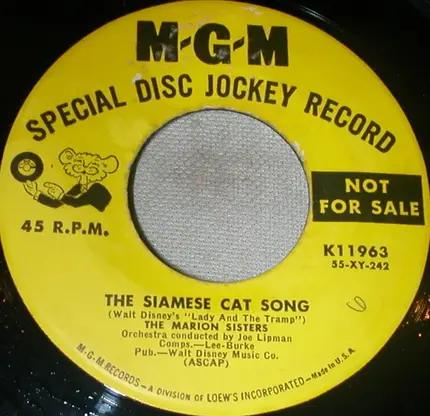 M-G-M
SPECIAL DISC JOCKEY RECORD
NOT
FOR SALE
45 R.P.M.
K11963
55-XY-242
THE SIAMESE CAT SONG
(Walt Disney's "Lady And The Tramp")
THE MARION SISTERS
Orchestra conducted by Joe Lipman
Comps.—Lee-Burke
Pub.—Walt Disney Music Co.
(ASCAP)
M-G-M RECORDS—A DIVISION OF LOEW'S INCORPORATED—Made in U.S.A.